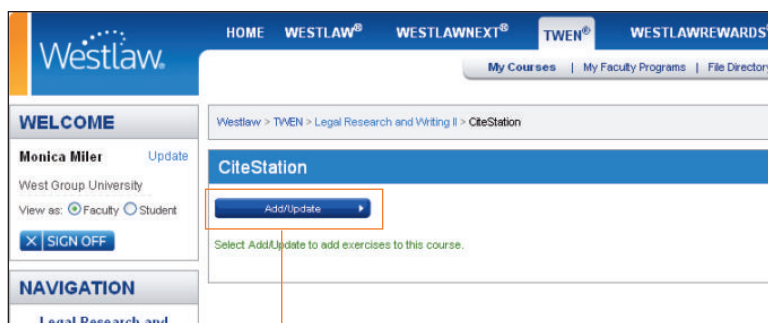 Westlaw.
HOME WESTLAW® WESTLAWNEXT® TWEN® WESTLAWREWARDS
My Courses | My Faculty Programs | File Directory
WELCOME
Monica Miler Update
West Group University
View as: Faculty Student
X SIGN OFF
NAVIGATION
Legal Research and
Westlaw > TWEN > Legal Research and Writing II > CiteStation
CiteStation
Add/Update
Select Add/Update to add exercises to this course.